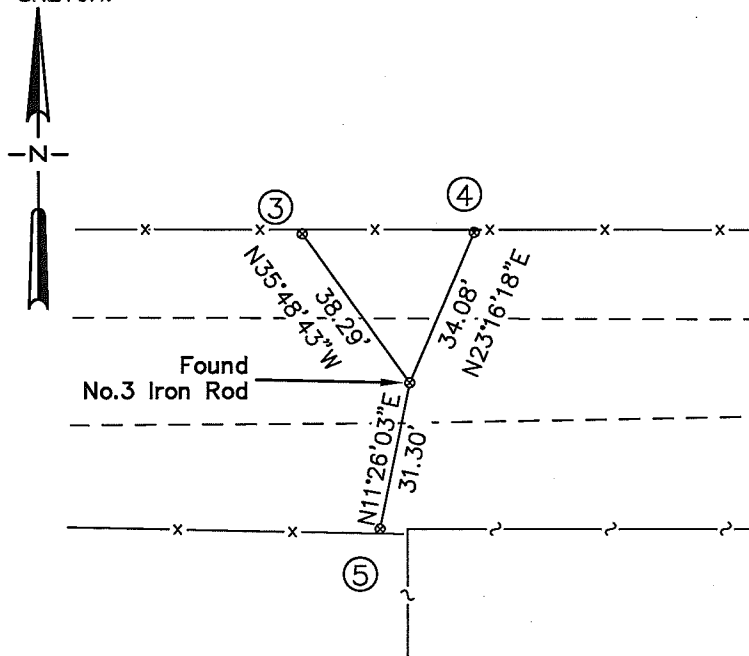 -N-
3
4
N35°48'43"W
38.29'
34.08'
N23°16'18"E
Found
No.3 Iron Rod
N11°26'03"E
31.30'
5